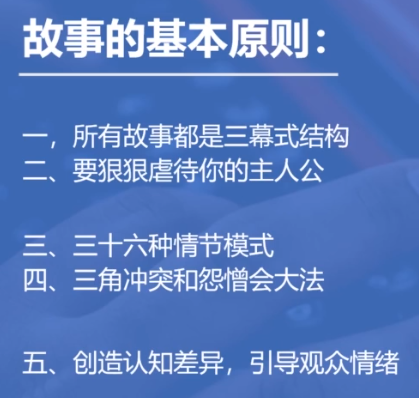 故事的基本原则：
一，所有故事都是三幕式结构
二、要狠狠虐待你的主人公
三、三十六种情节模式
四、三角冲突和怨憎会大法
五、创造认知差异，引导观众情绪